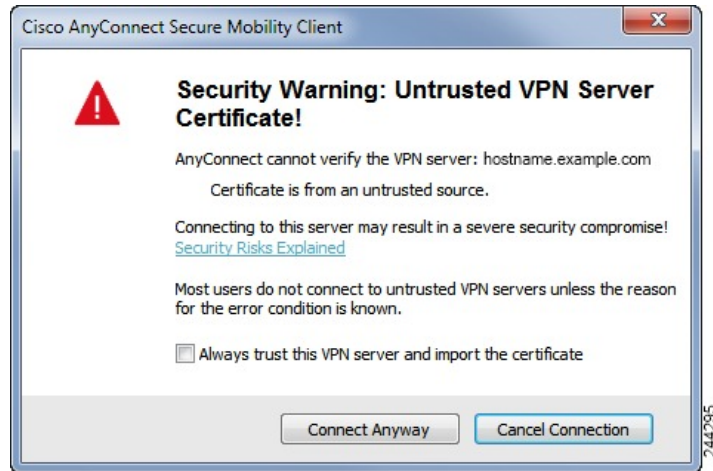 Cisco AnyConnect Secure Mobility Client
Security Warning: Untrusted VPN Server
Certificate!
AnyConnect cannot verify the VPN server: hostname.example.com
Certificate is from an untrusted source.
Connecting to this server may result in a severe security compromise!
Security Risks Explained
Most users do not connect to untrusted VPN servers unless the reason
for the error condition is known.
Always trust this VPN server and import the certificate
Connect Anyway
Cancel Connection
244295